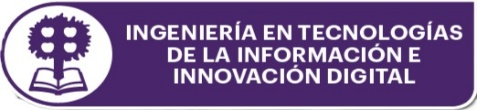 INGENIERÍA EN TECNOLOGÍAS
DE LA INFORMACIÓN E
INNOVACIÓN DIGITAL